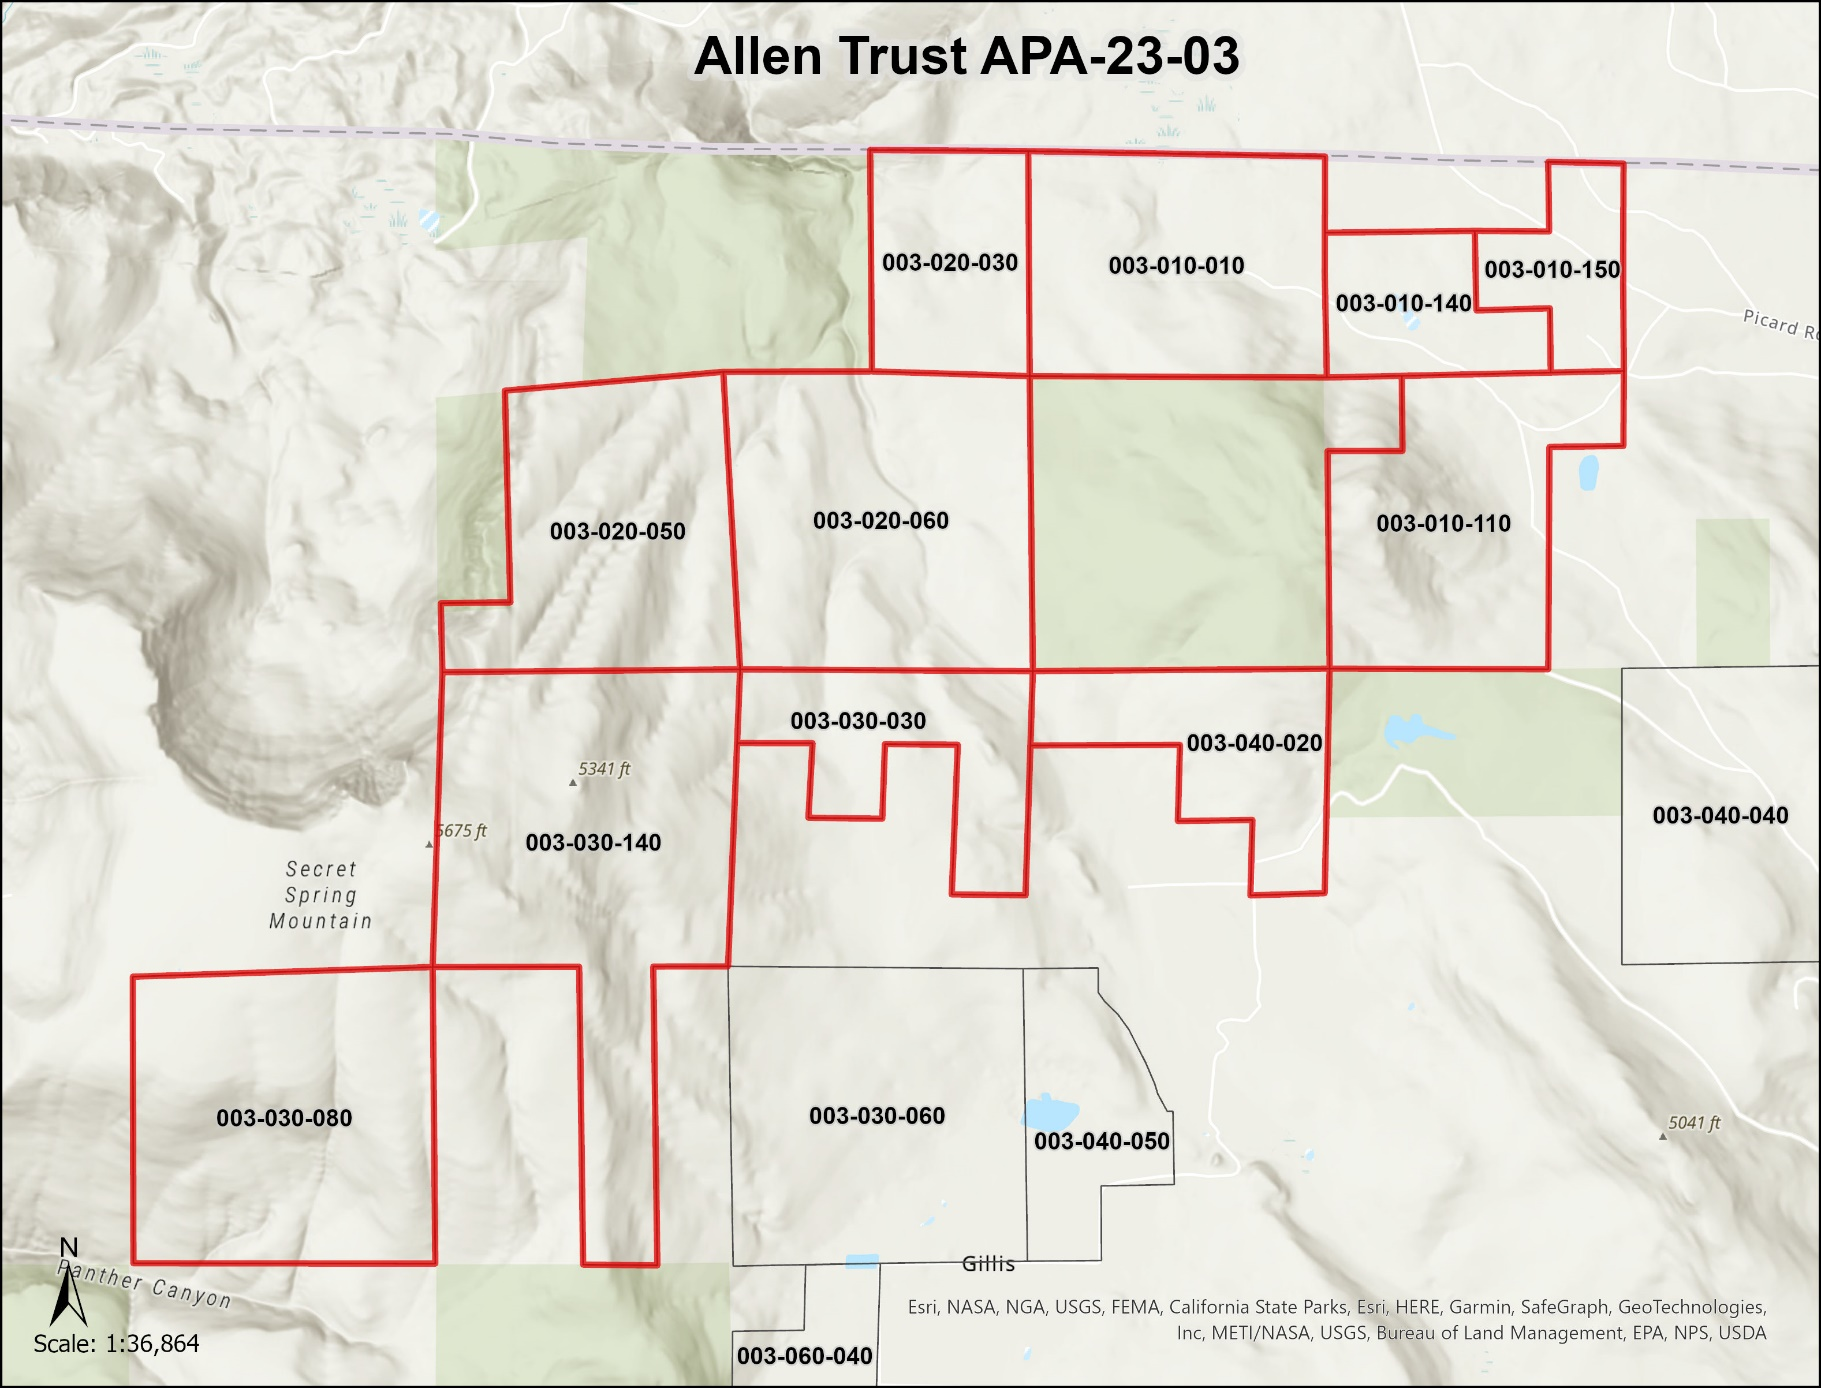 Allen Trust APA-23-03
003-020-030
003-010-010
003-010-150
003-010-140
Picard R
003-020-050
003-020-060
003-010-110
003-030-030
003-040-020
5341 ft
003-040-040
5675 ft
003-030-140
Secret
Spring
Mountain
003-030-080
003-030-060
003-040-050
5041 ft
N
Gillis
Panther Canyon
Scale: 1:36,864
003-060-040
Esri, NASA, NGA, USGS, FEMA, California State Parks, Esri, HERE, Garmin, SafeGraph, GeoTechnologies,
Inc, METI/NASA, USGS, Bureau of Land Management, EPA, NPS, USDA